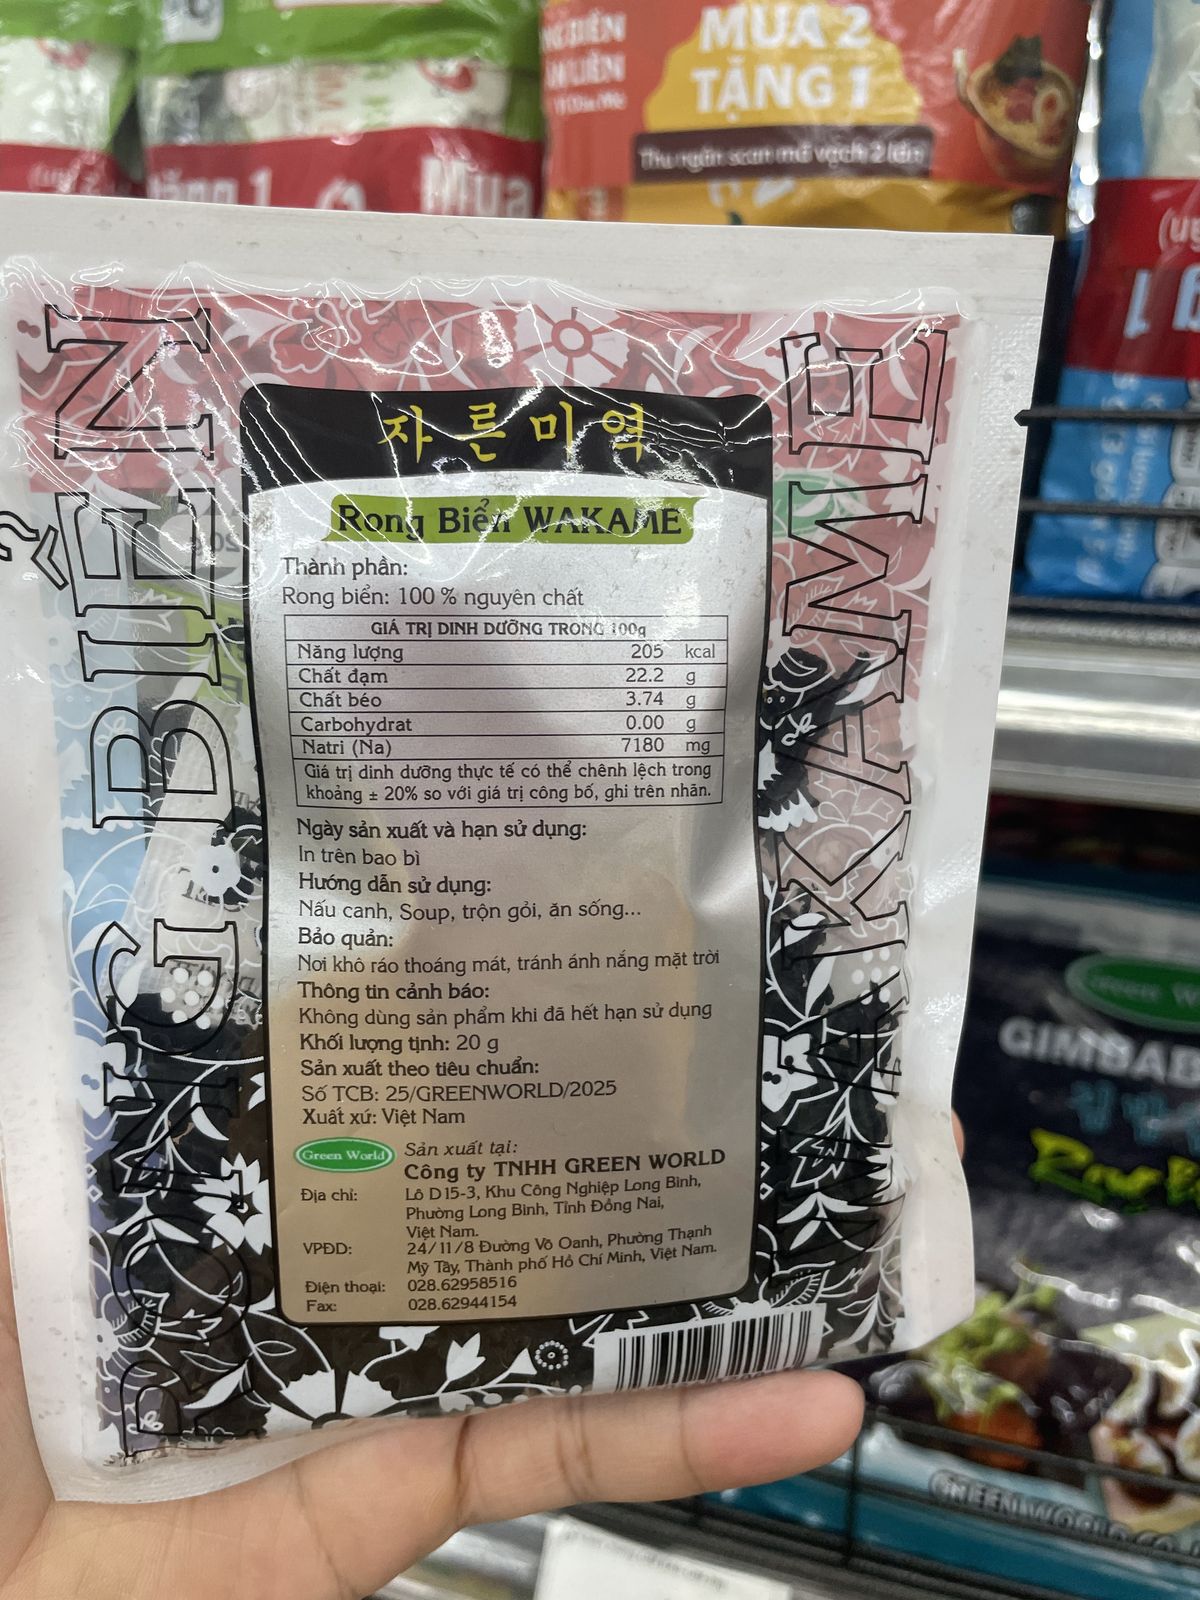 MUA 2
TẶNG 1
Thu ngân scan mã vạch 2 lần
Mua
RONG BIỂN
WAKAME
자른미역
Rong Biển WAKAME
Thành phần:
Rong biển: 100 % nguyên chất
GIÁ TRỊ DINH DƯỠNG TRONG 100g
Năng lượng 205 kcal
Chất đạm 22.2 g
Chất béo 3.74 g
Carbohydrat 0.00 g
Natri (Na) 7180 mg
Giá trị dinh dưỡng thực tế có thể chênh lệch trong
khoảng ± 20% so với giá trị công bố, ghi trên nhãn.
Ngày sản xuất và hạn sử dụng:
In trên bao bì
Hướng dẫn sử dụng:
Nấu canh, Soup, trộn gỏi, ăn sống...
Bảo quản:
Nơi khô ráo thoáng mát, tránh ánh nắng mặt trời
Thông tin cảnh báo:
Không dùng sản phẩm khi đã hết hạn sử dụng
Khối lượng tịnh: 20 g
Sản xuất theo tiêu chuẩn:
Số TCB: 25/GREENWORLD/2025
Xuất xứ: Việt Nam
Green World
Sản xuất tại:
Công ty TNHH GREEN WORLD
Địa chỉ: Lô D15-3, Khu Công Nghiệp Long Bình,
Phường Long Bình, Tỉnh Đồng Nai,
Việt Nam.
VPĐD: 24/11/8 Đường Võ Oanh, Phường Thạnh
Mỹ Tây, Thành phố Hồ Chí Minh, Việt Nam.
Điện thoại: 028.62958516
Fax: 028.62944154
Green W
GIMBAB
GREEN WORLD CO.